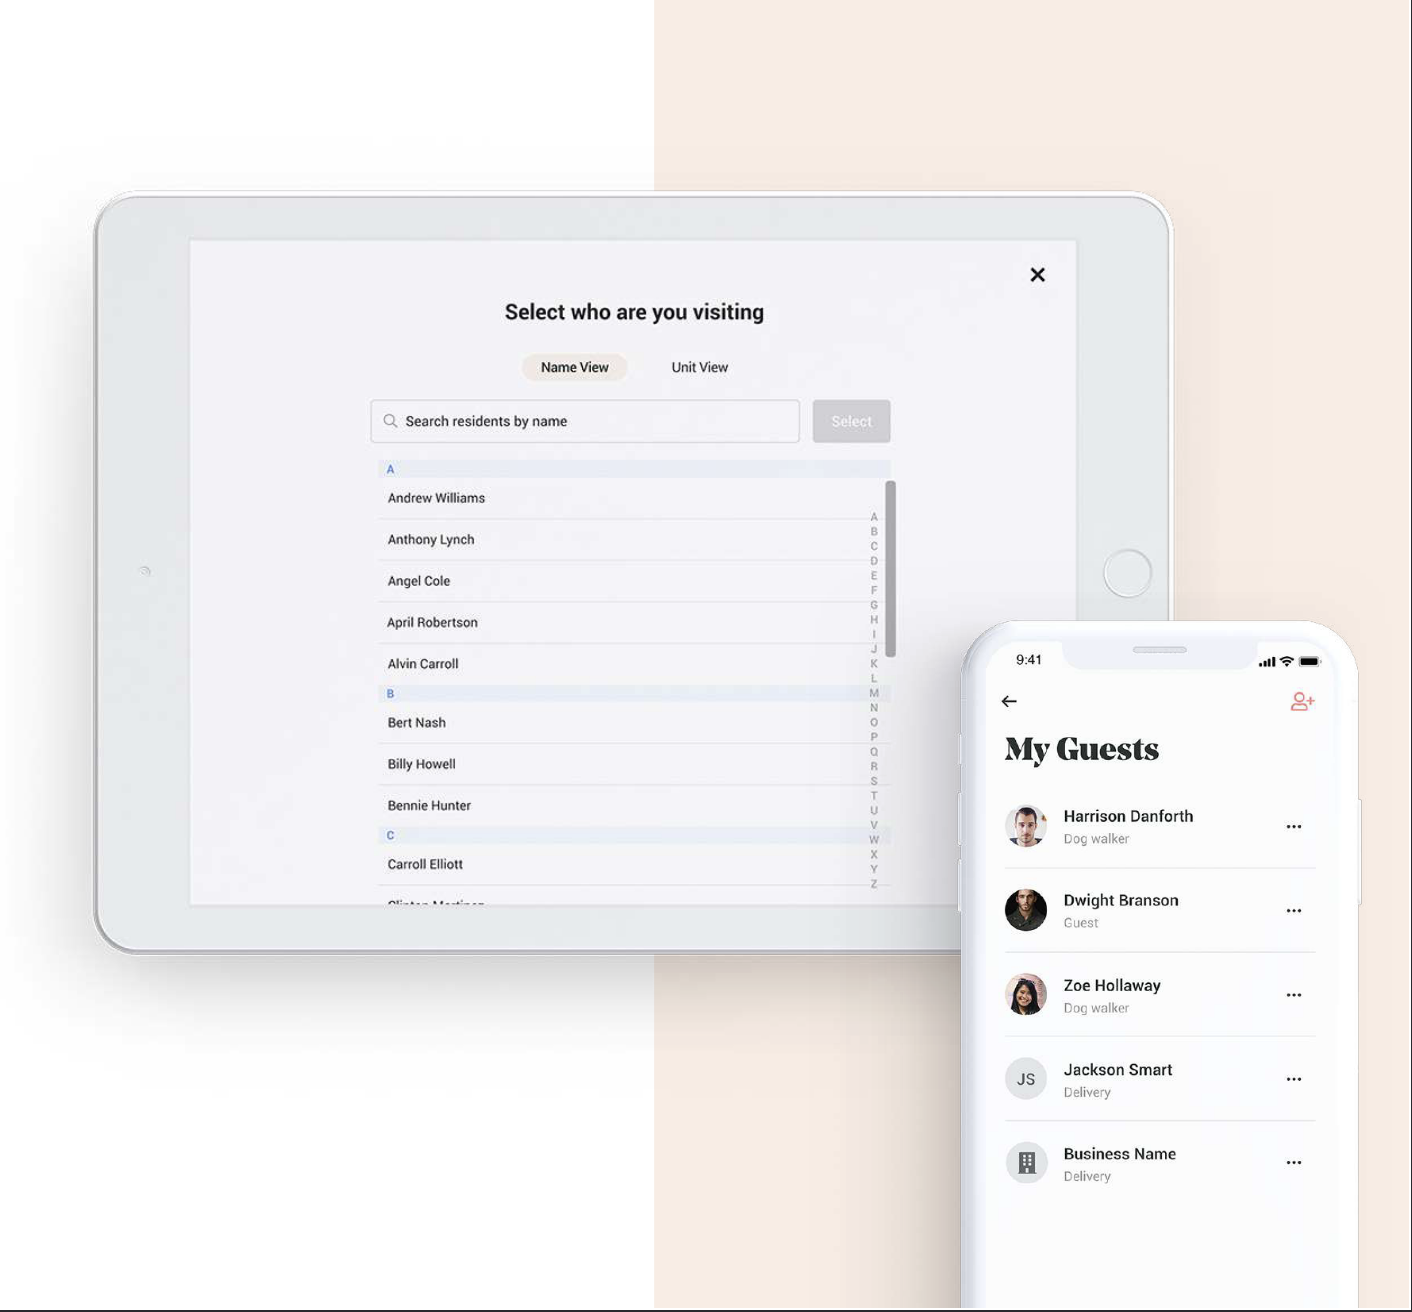 Select who are you visiting
Name View
Unit View
Search residents by name
Select
A
Andrew Williams
Anthony Lynch
Angel Cole
April Robertson
Alvin Carroll
B
Bert Nash
Billy Howell
Bennie Hunter
C
Carroll Elliott
Clinton Martinez
A
B
C
D
E
F
G
H
I
J
K
L
M
N
O
P
Q
R
S
T
U
V
W
X
Y
Z
9:41
My Guests
Harrison Danforth
Dog walker
Dwight Branson
Guest
Zoe Hollaway
Dog walker
JS
Jackson Smart
Delivery
Business Name
Delivery